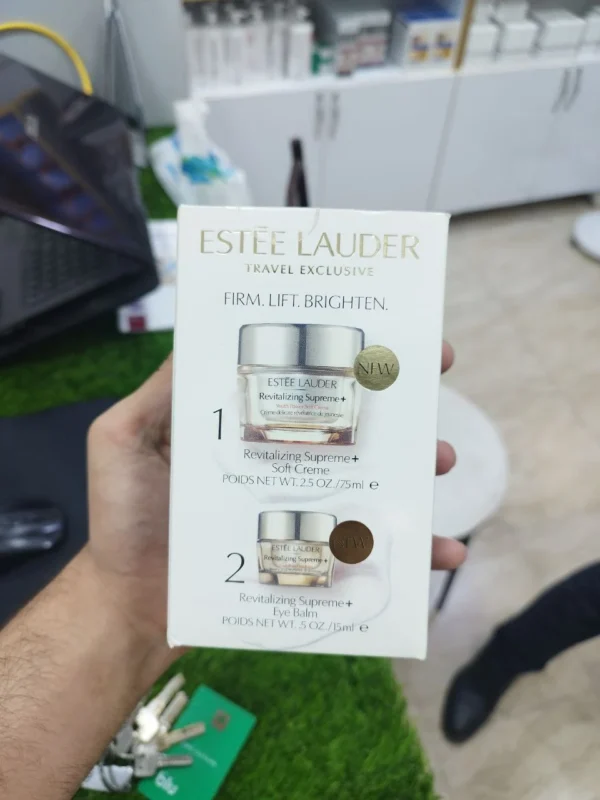 ESTĒE LAUDER
TRAVEL EXCLUSIVE
FIRM. LIFT. BRIGHTEN.
NEW
ESTĒE LAUDER
Revitalizing Supreme+
1
Revitalizing Supreme+
Soft Creme
POIDS NET WT. 2.5 OZ./75ml e
NEW
ESTĒE LAUDER
Revitalizing Supreme+
2
Revitalizing Supreme+
Eye Balm
POIDS NET WT. .5 OZ./15ml e